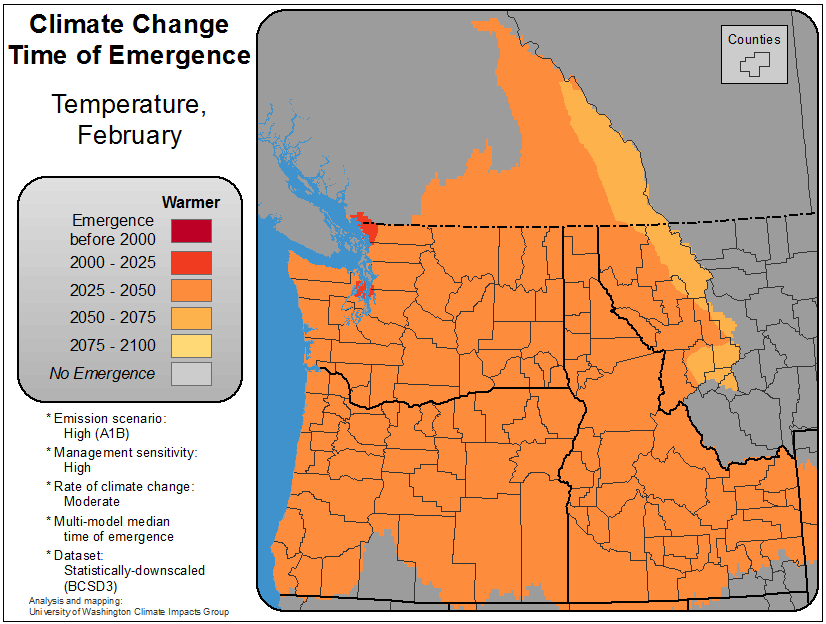 Climate Change
Time of Emergence
Temperature,
February
Warmer
Emergence
before 2000
2000 - 2025
2025 - 2050
2050 - 2075
2075 - 2100
No Emergence
* Emission scenario:
High (A1B)
* Management sensitivity:
High
* Rate of climate change:
Moderate
* Multi-model median
time of emergence
* Dataset:
Statistically-downscaled
(BCSD3)
Analysis and mapping:
University of Washington Climate Impacts Group
Counties